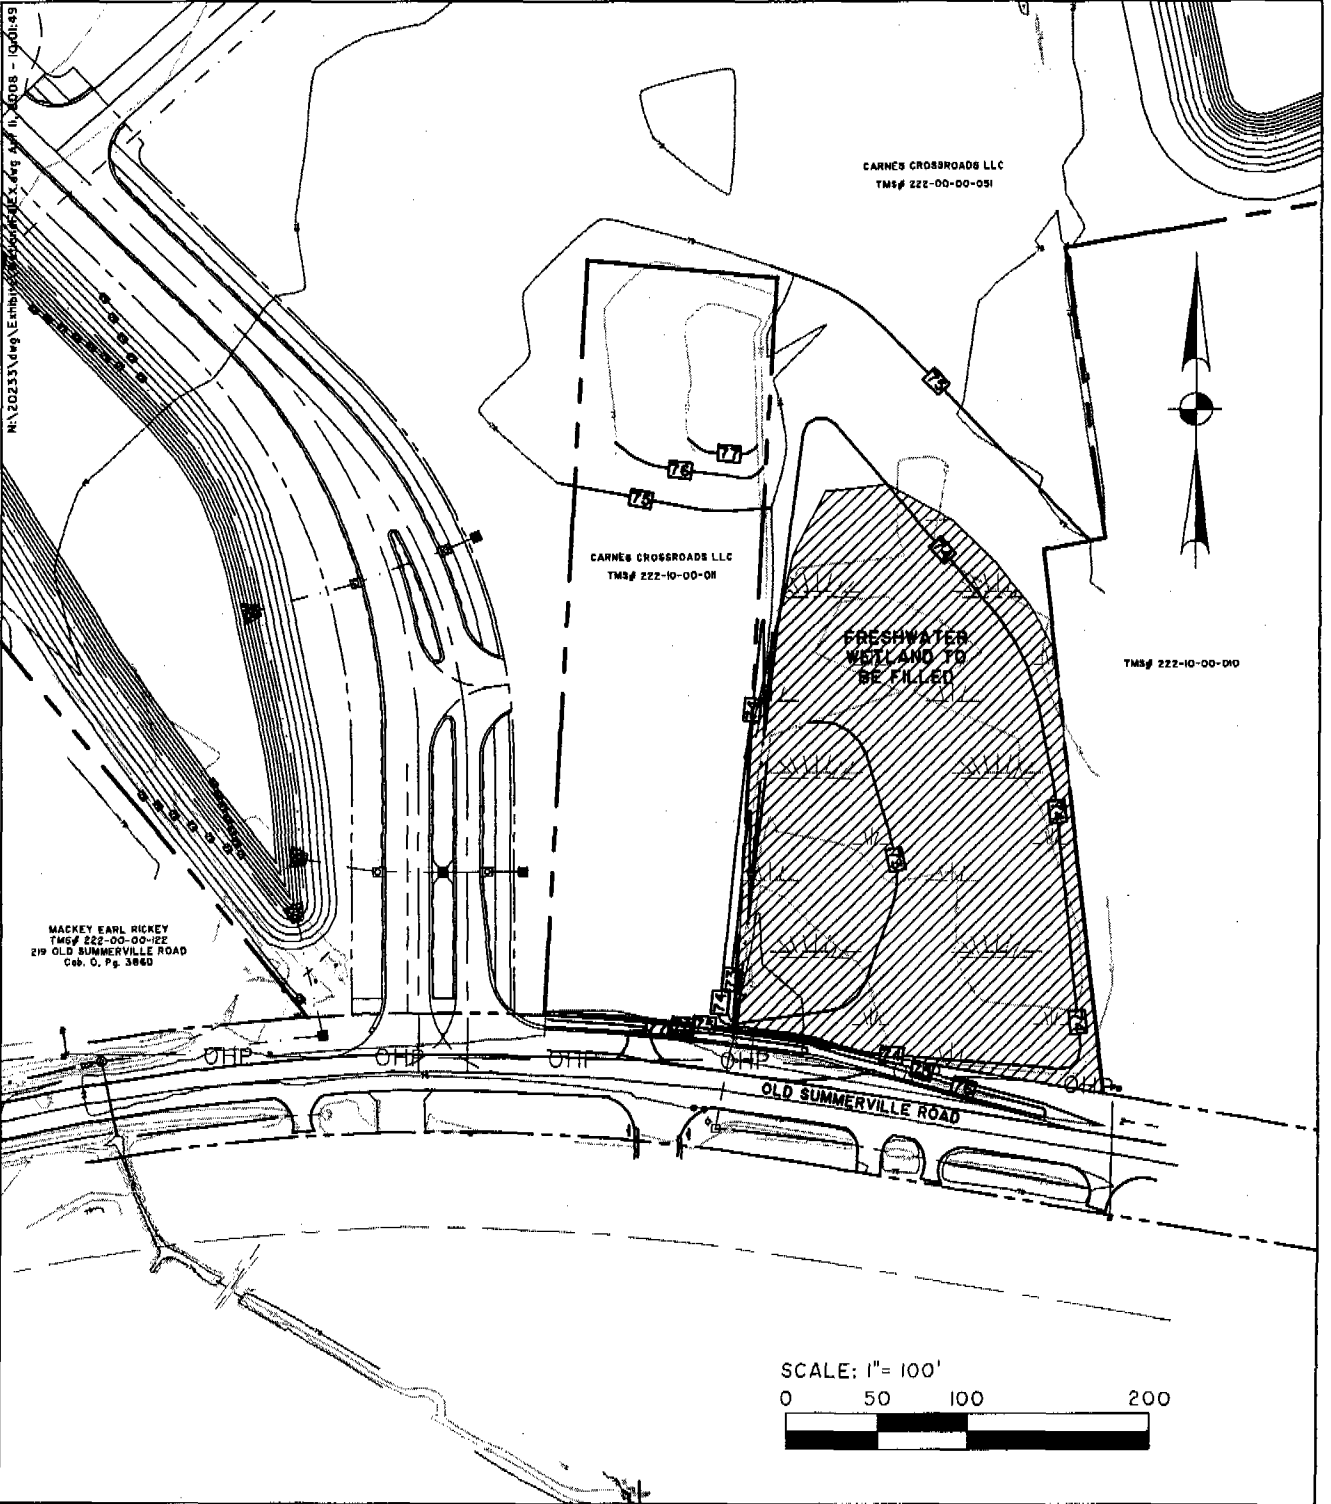 CARNES CROSSROADS LLC
TMS# 222-00-00-051
75
77
76
75
CARNES CROSSROADS LLC
TMS# 222-10-00-011
FRESHWATER
WETLAND TO
BE FILLED
TMS# 222-10-00-010
74
MACKEY EARL RICKEY
TMS# 222-00-00-122
219 OLD SUMMERVILLE ROAD
Cab. O, Pg. 386D
74
73
OHP
OHP
OHP
OHP
74
75
76
OHP
OLD SUMMERVILLE ROAD
SCALE: 1"= 100'
0 50 100 200